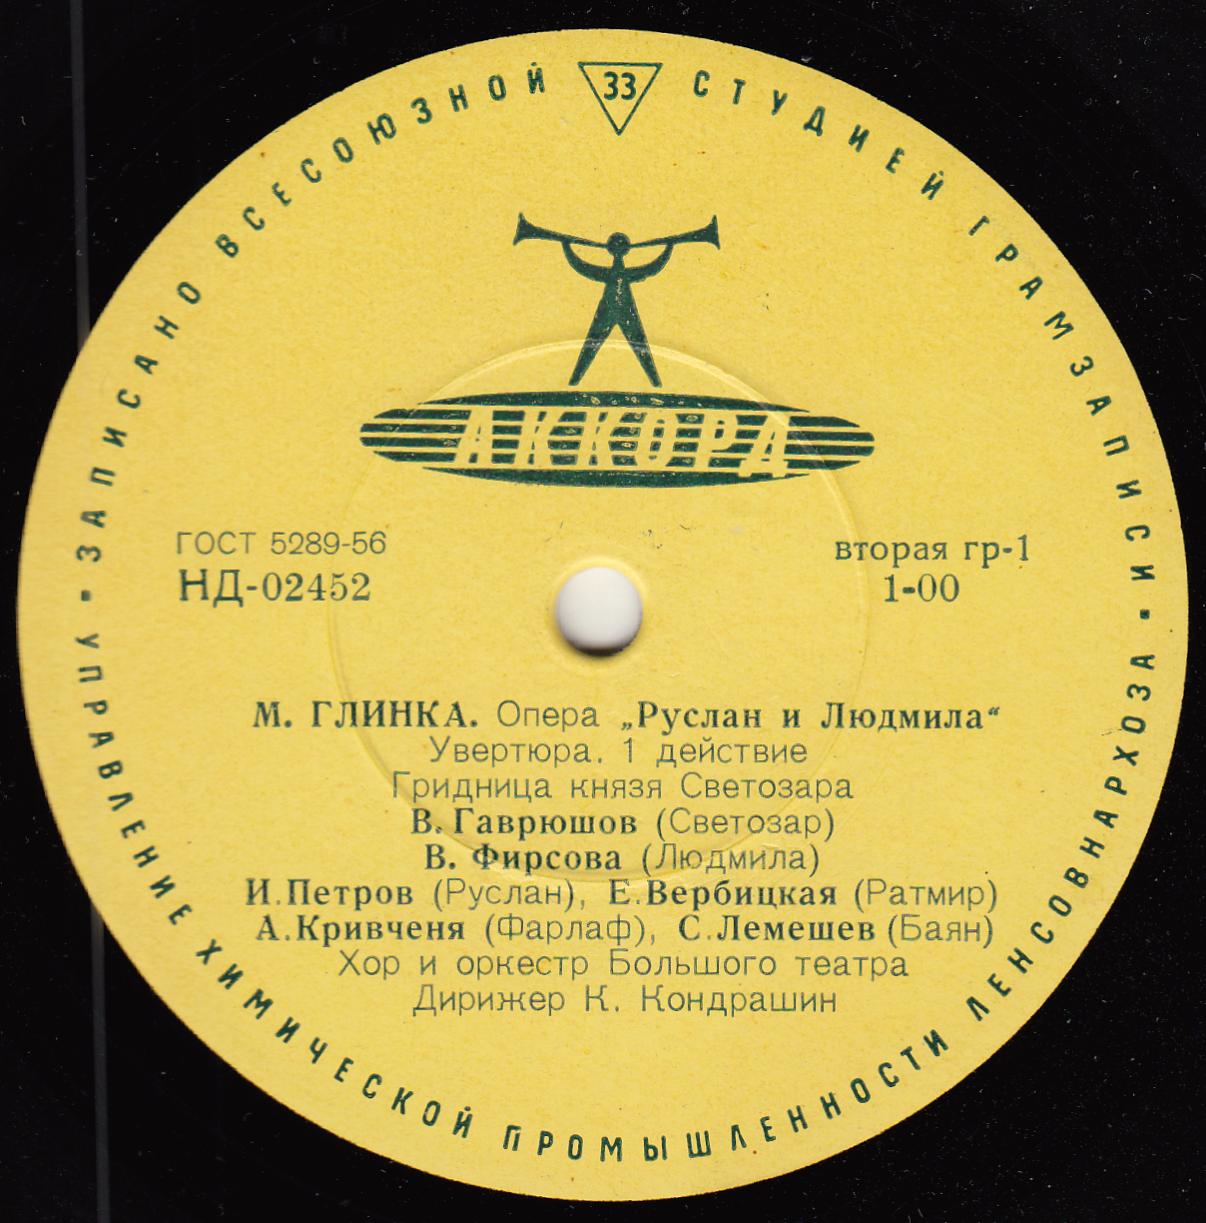 ЗАПИСАНО ВСЕСОЮЗНОЙ 33 СТУДИЕЙ ГРАМЗАПИСИ
АККОРД
ГОСТ 5289-56
НД-02452
вторая гр-1
1-00
М. ГЛИНКА. Опера „Руслан и Людмила“
Увертюра. 1 действие
Гридница князя Светозара
В. Гаврюшов (Светозар)
В. Фирсова (Людмила)
И.Петров (Руслан), Е.Вербицкая (Ратмир)
А.Кривченя (Фарлаф), С.Лемешев (Баян)
Хор и оркестр Большого театра
Дирижер К. Кондрашин
УПРАВЛЕНИЕ ХИМИЧЕСКОЙ ПРОМЫШЛЕННОСТИ ЛЕНСОВНАРХОЗА